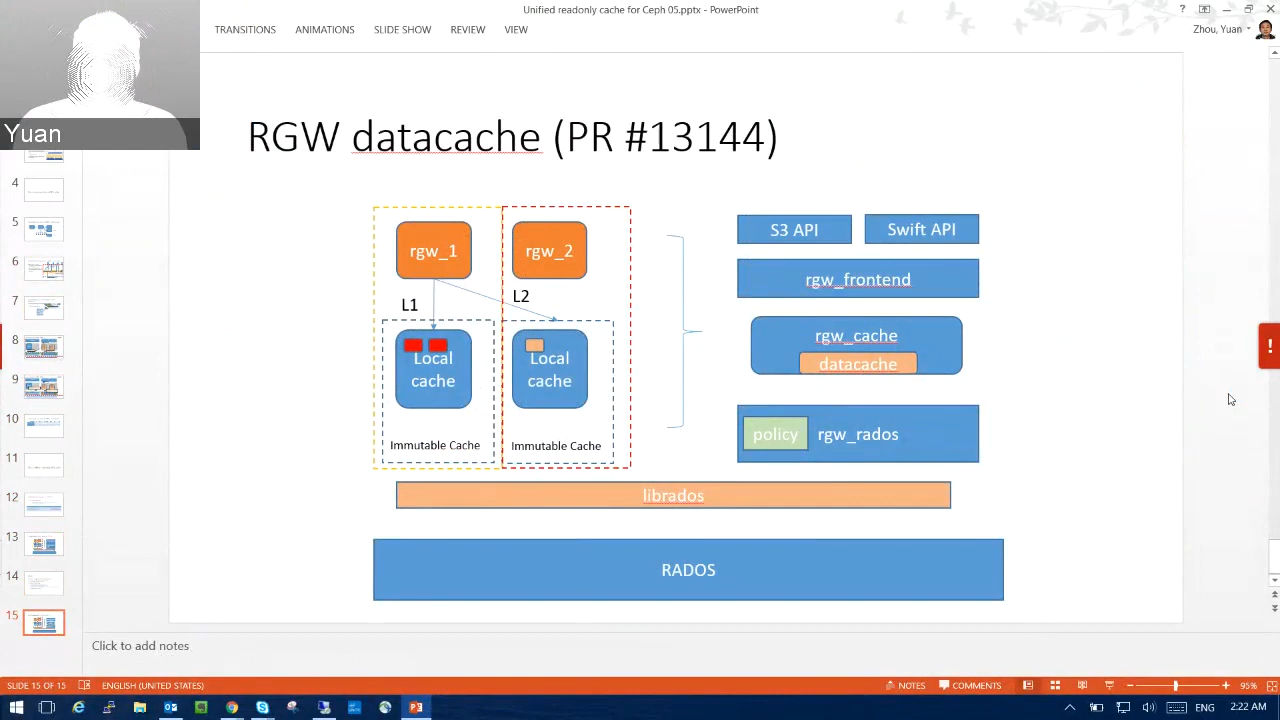 Unified readonly cache for Ceph 05.pptx - PowerPoint
?
TRANSITIONS ANIMATIONS SLIDE SHOW REVIEW VIEW
Zhou, Yuan
Yuan
RGW datacache (PR #13144)
4
5
6
7
8
9
10
11
12
13
14
15
rgw_1
rgw_2
L1
L2
Local
cache
Local
cache
Immutable Cache
Immutable Cache
S3 API
Swift API
rgw_frontend
rgw_cache
datacache
policy
rgw_rados
librados
RADOS
!
Click to add notes
SLIDE 15 OF 15
ENGLISH (UNITED STATES)
NOTES
COMMENTS
95%
ENG
2:22 AM